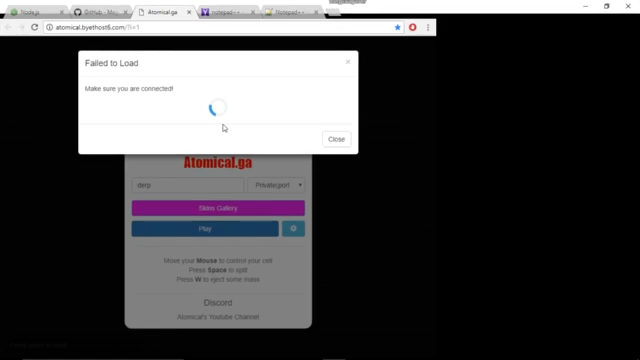 Node.js
GitHub - Mo
Atomical.ga
notepad++ -
Notepad++ -
atomical.byethost6.com/?i=1
Failed to Load
Make sure you are connected!
Close
Atomical.ga
derp
Private:port
Skins Gallery
Play
Move your Mouse to control your cell
Press Space to split
Press W to eject some mass
Discord
Atomical's Youtube Channel